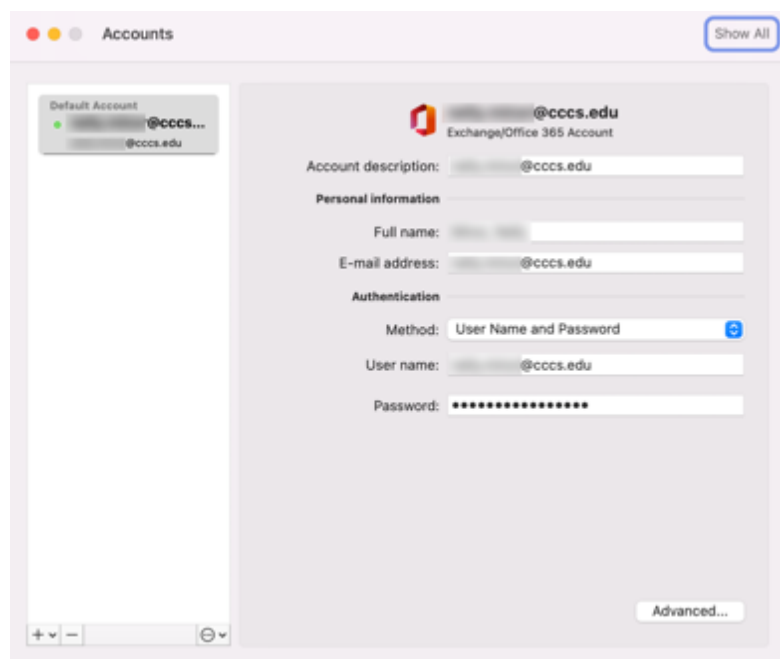 Accounts
Show All
Default Account
@cccs...
@cccs.edu
@cccs.edu
Exchange/Office 365 Account
Account description: @cccs.edu
Personal information
Full name:
E-mail address: @cccs.edu
Authentication
Method: User Name and Password
User name: @cccs.edu
Password: ••••••••••••••••
Advanced...